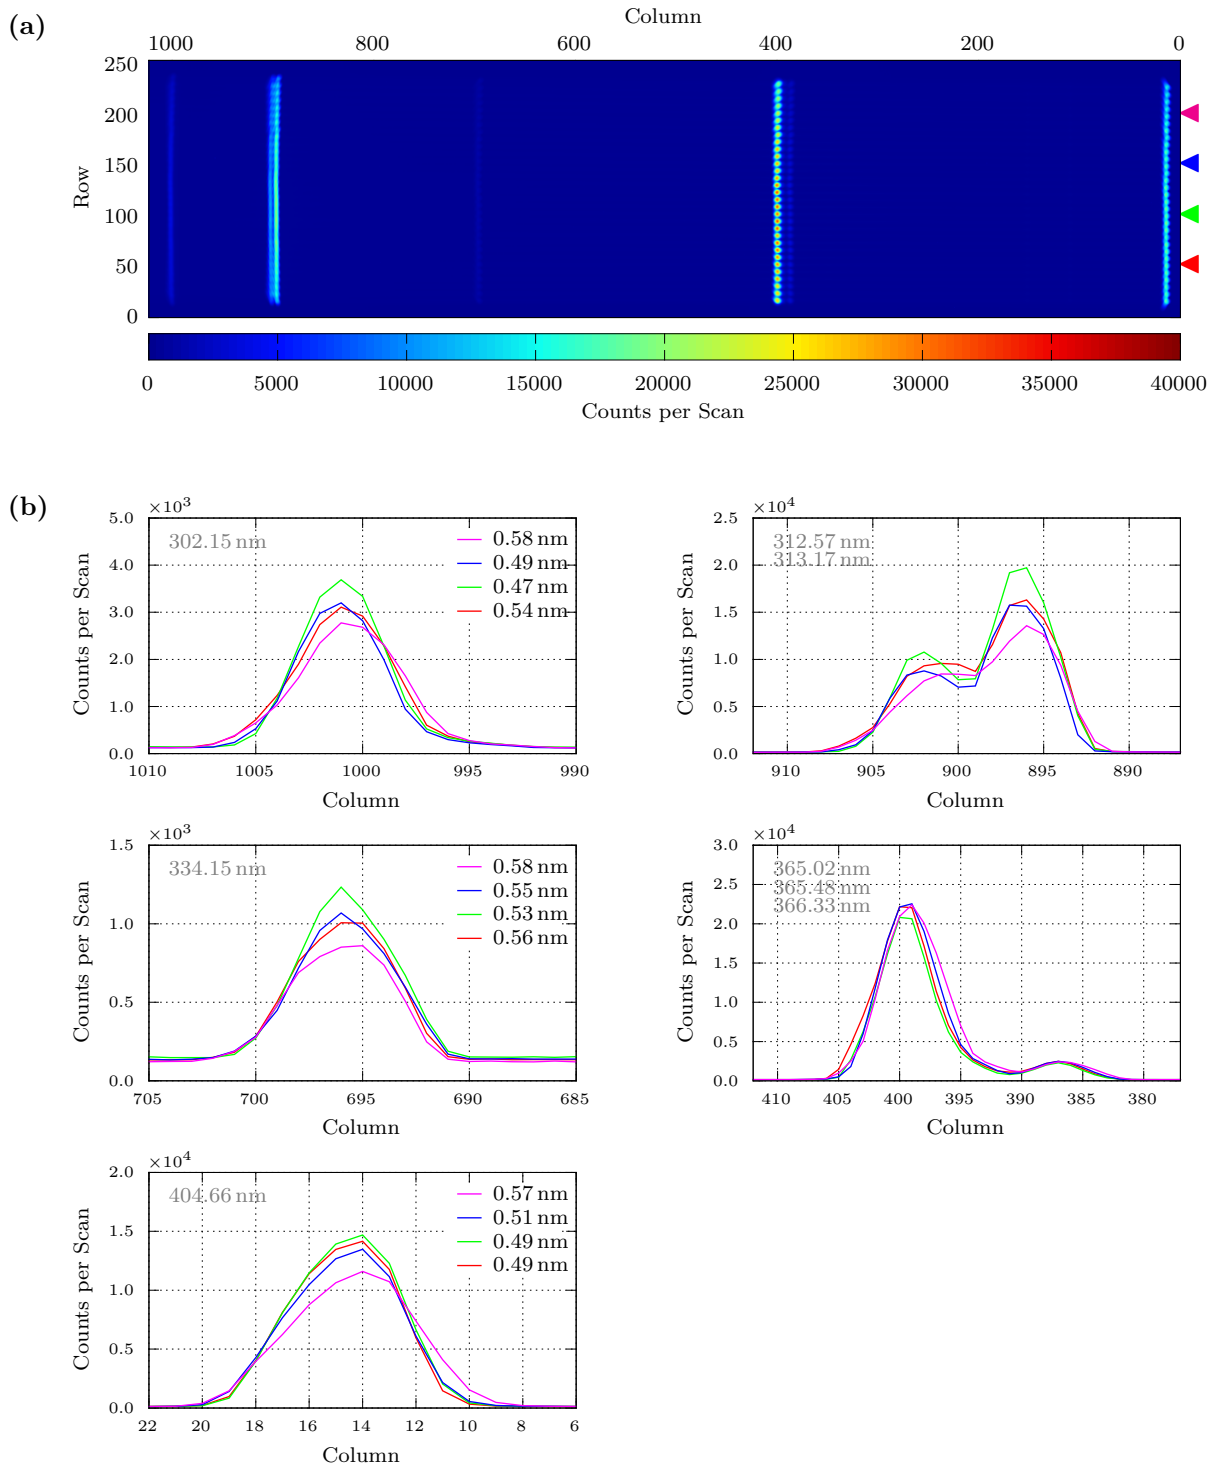 (a)
Column
1000 800 600 400 200 0
250
200
150
100
50
0
Row
0 5000 10000 15000 20000 25000 30000 35000 40000
Counts per Scan
(b)
×10³
5.0
4.0
3.0
2.0
1.0
0.0
Counts per Scan
302.15 nm
0.58 nm
0.49 nm
0.47 nm
0.54 nm
1010 1005 1000 995 990
Column
×10⁴
2.5
2.0
1.5
1.0
0.5
0.0
Counts per Scan
312.57 nm
313.17 nm
910 905 900 895 890
Column
×10³
1.5
1.0
0.5
0.0
Counts per Scan
334.15 nm
0.58 nm
0.55 nm
0.53 nm
0.56 nm
705 700 695 690 685
Column
×10⁴
3.0
2.5
2.0
1.5
1.0
0.5
0.0
Counts per Scan
365.02 nm
365.48 nm
366.33 nm
410 405 400 395 390 385 380
Column
×10⁴
2.0
1.5
1.0
0.5
0.0
Counts per Scan
404.66 nm
0.57 nm
0.51 nm
0.49 nm
0.49 nm
22 20 18 16 14 12 10 8 6
Column